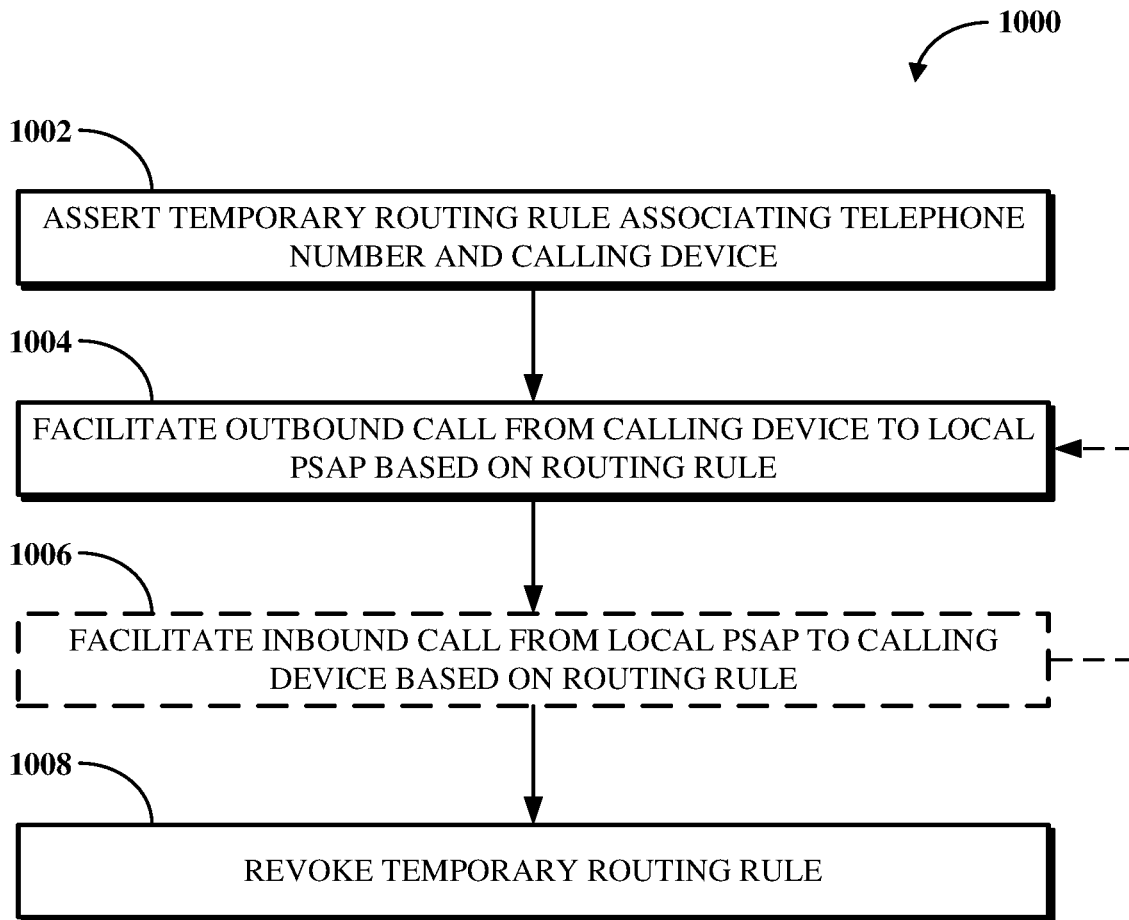 1000
1002
ASSERT TEMPORARY ROUTING RULE ASSOCIATING TELEPHONE
NUMBER AND CALLING DEVICE
1004
FACILITATE OUTBOUND CALL FROM CALLING DEVICE TO LOCAL
PSAP BASED ON ROUTING RULE
1006
FACILITATE INBOUND CALL FROM LOCAL PSAP TO CALLING
DEVICE BASED ON ROUTING RULE
1008
REVOKE TEMPORARY ROUTING RULE